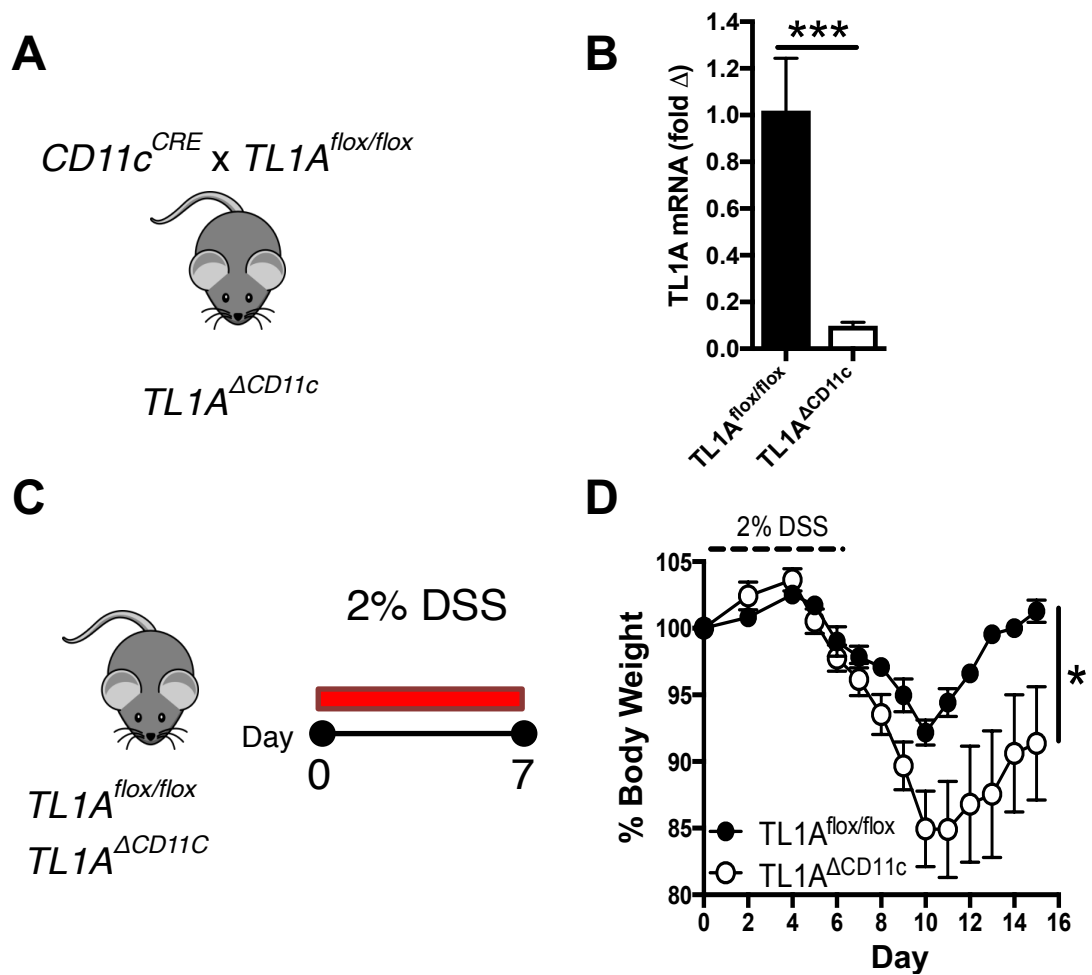 A
CD11c^CRE x TL1A^flox/flox
TL1A^ΔCD11c
B
***
TL1A mRNA (fold Δ)
1.4
1.2
1.0
0.8
0.6
0.4
0.2
0.0
TL1A^flox/flox
TL1A^ΔCD11c
C
2% DSS
Day
0
7
TL1A^flox/flox
TL1A^ΔCD11C
D
2% DSS
% Body Weight
105
100
95
90
85
80
*
TL1A^flox/flox
TL1A^ΔCD11c
0 2 4 6 8 10 12 14 16
Day